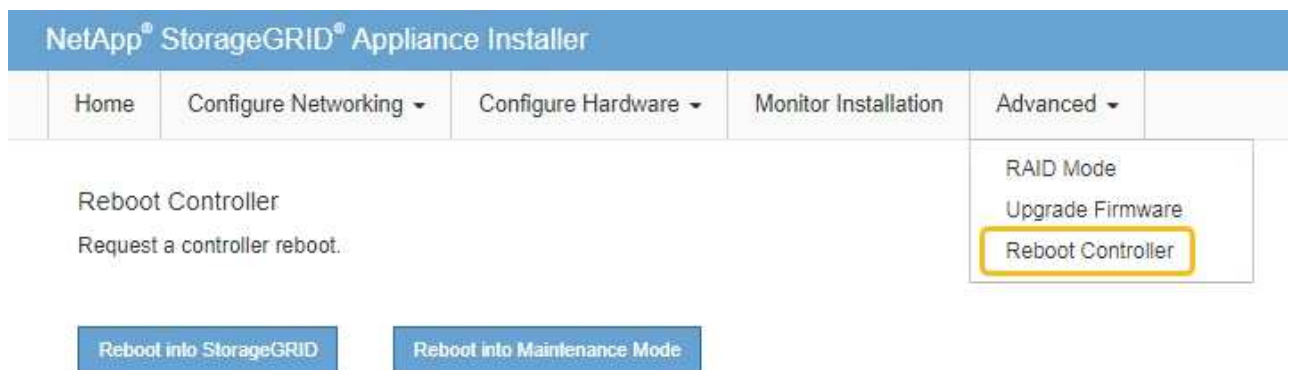 NetApp® StorageGRID® Appliance Installer
Home Configure Networking Configure Hardware Monitor Installation Advanced
RAID Mode
Upgrade Firmware
Reboot Controller
Reboot Controller
Request a controller reboot.
Reboot into StorageGRID Reboot into Maintenance Mode